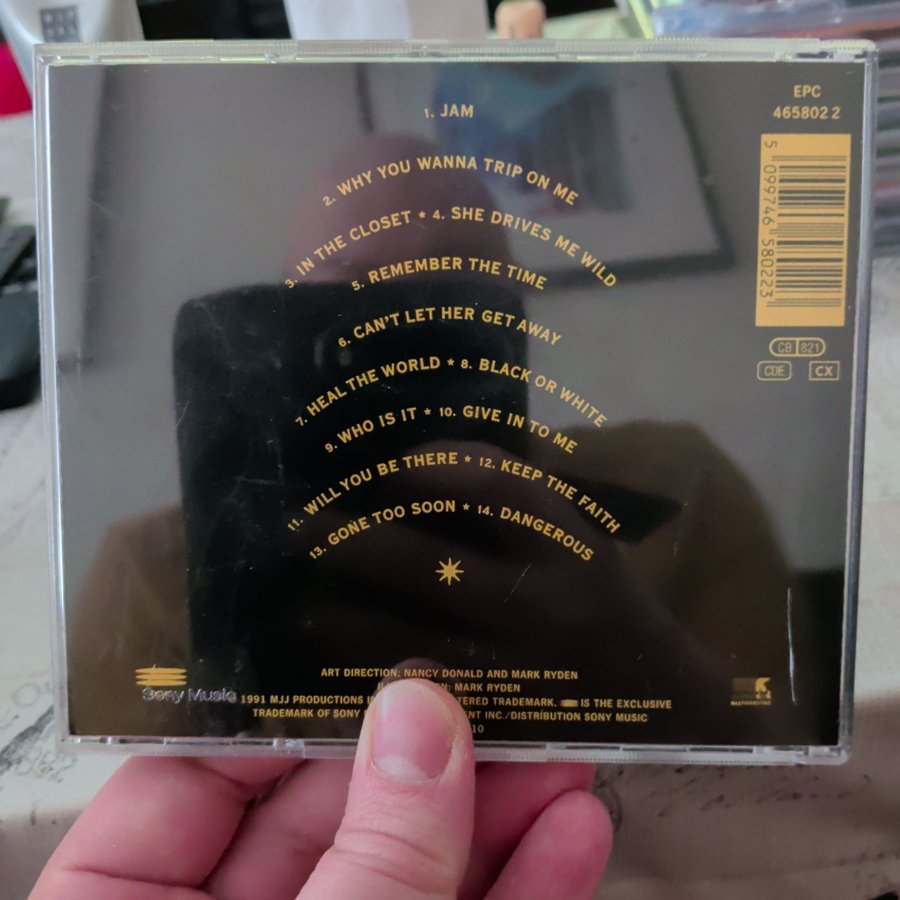 1. JAM
2. WHY YOU WANNA TRIP ON ME
3. IN THE CLOSET * 4. SHE DRIVES ME WILD
5. REMEMBER THE TIME
6. CAN'T LET HER GET AWAY
7. HEAL THE WORLD * 8. BLACK OR WHITE
9. WHO IS IT * 10. GIVE IN TO ME
11. WILL YOU BE THERE * 12. KEEP THE FAITH
13. GONE TOO SOON * 14. DANGEROUS
EPC
465802 2
5 099746 580223
CB 821
CDE CX
ART DIRECTION: NANCY DONALD AND MARK RYDEN
: MARK RYDEN
Sony Music 1991 MJJ PRODUCTIONS TRADEMARK. IS THE EXCLUSIVE
TRADEMARK OF SONY INC./DISTRIBUTION SONY MUSIC
10